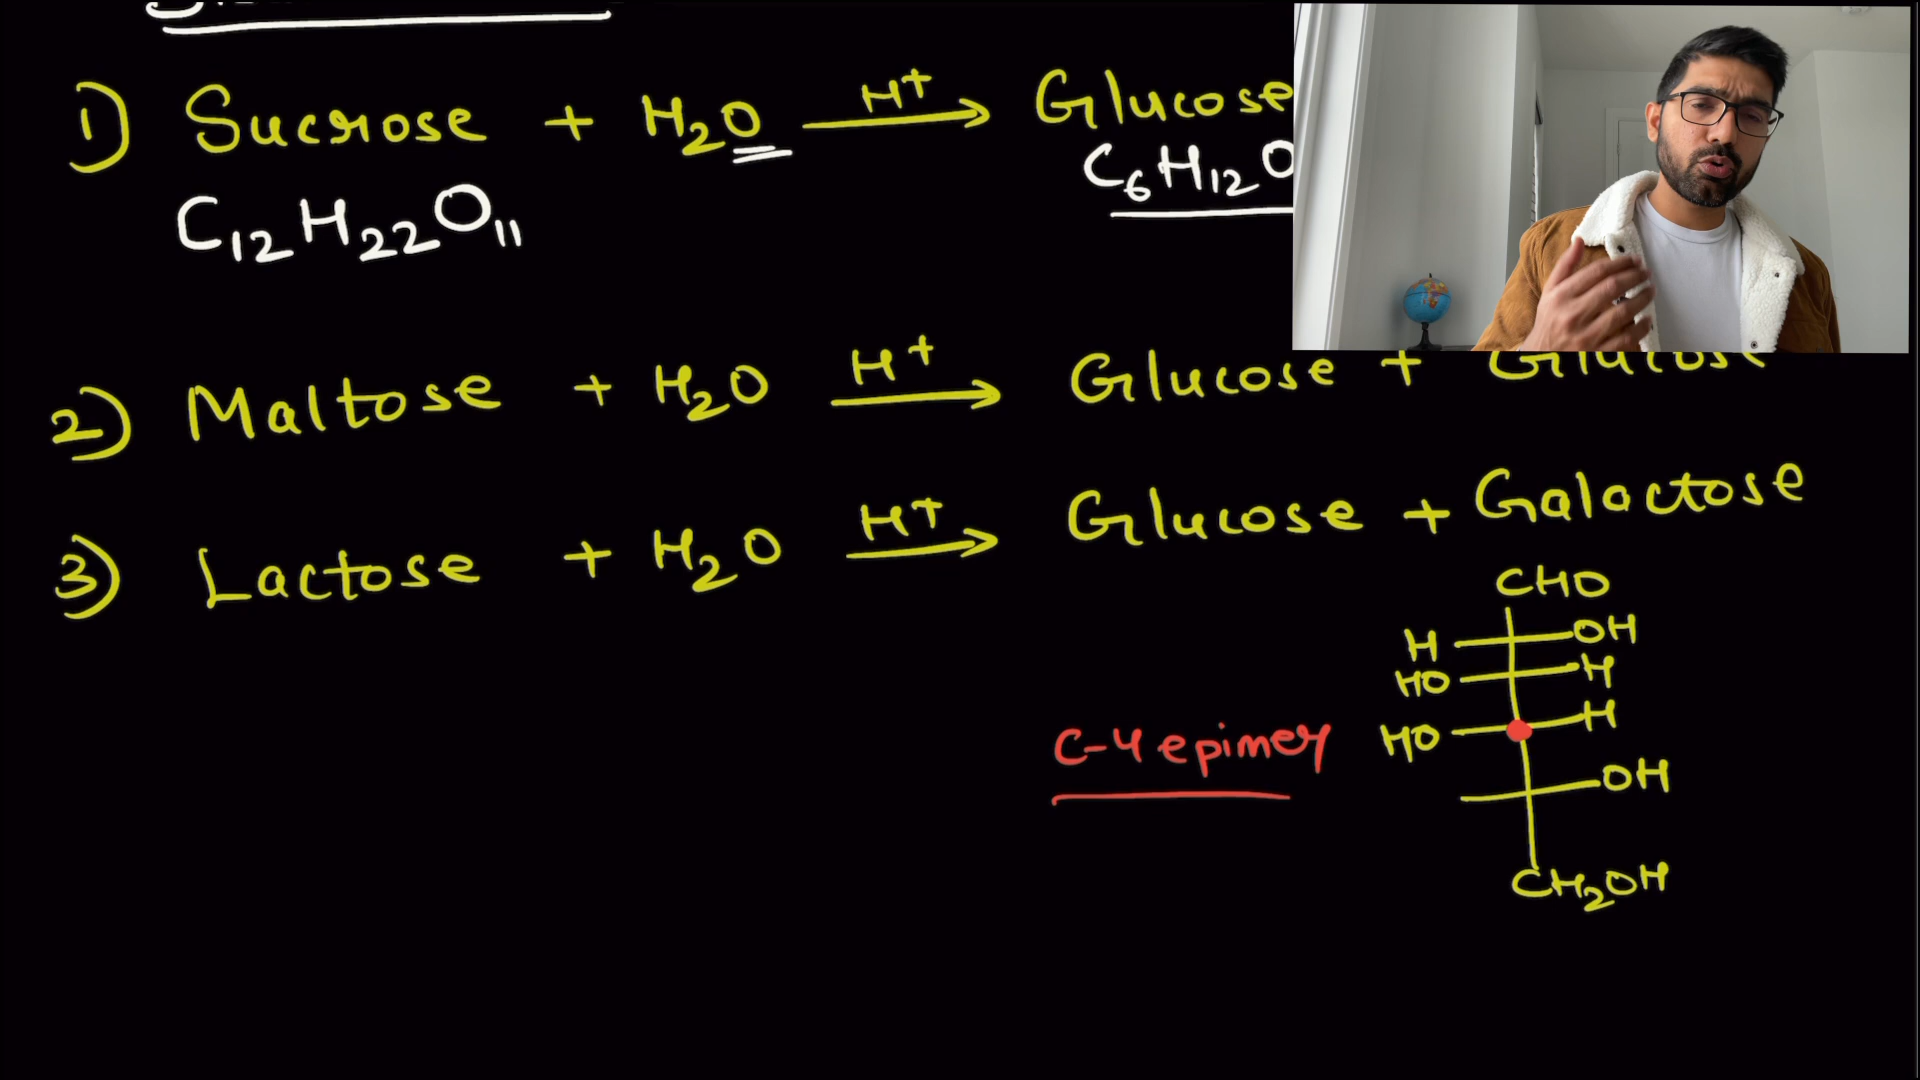 1) Sucrose + H₂O H⁺ → Glucose
C₁₂H₂₂O₁₁ C₆H₁₂O
2) Maltose + H₂O H⁺ → Glucose + Glucose
3) Lactose + H₂O H⁺ → Glucose + Galactose
CHO
H OH
HO H
C-4 epimer HO H
OH
CH₂OH